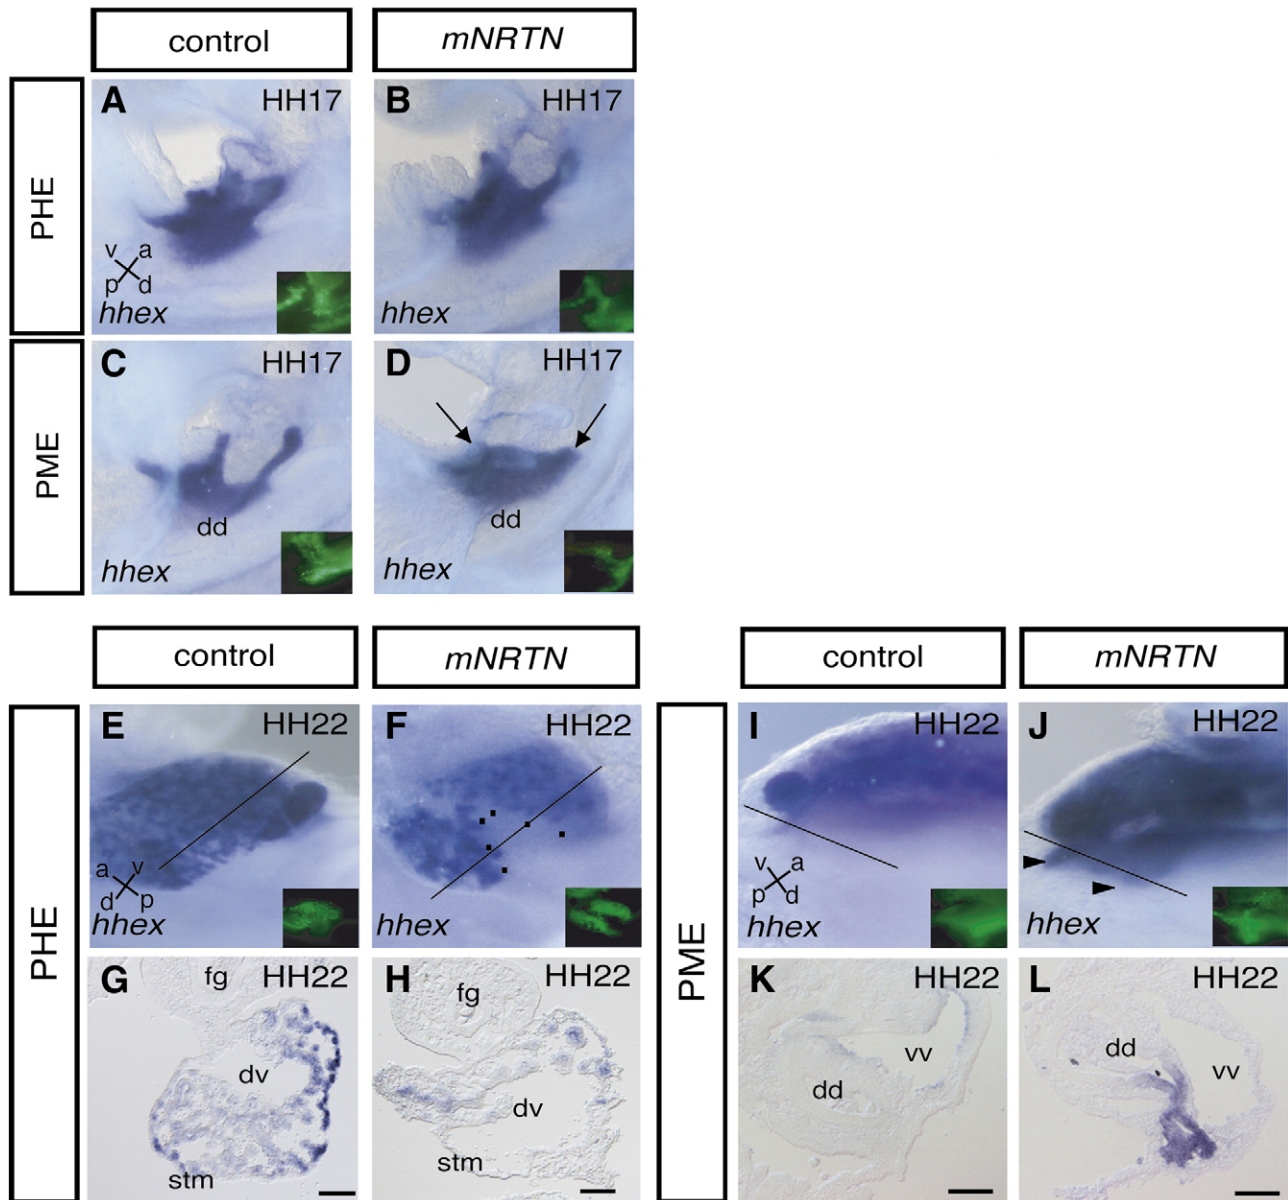 control
mNRTN
PHE
A
HH17
v
a
p
d
hhex
B
HH17
hhex
PME
C
HH17
dd
hhex
D
HH17
dd
hhex
control
mNRTN
control
mNRTN
PHE
E
HH22
a
v
d
p
hhex
F
HH22
hhex
PME
I
HH22
v
a
p
d
hhex
J
HH22
hhex
G
fg
HH22
dv
stm
H
fg
HH22
dv
stm
K
HH22
vv
dd
L
HH22
dd
vv